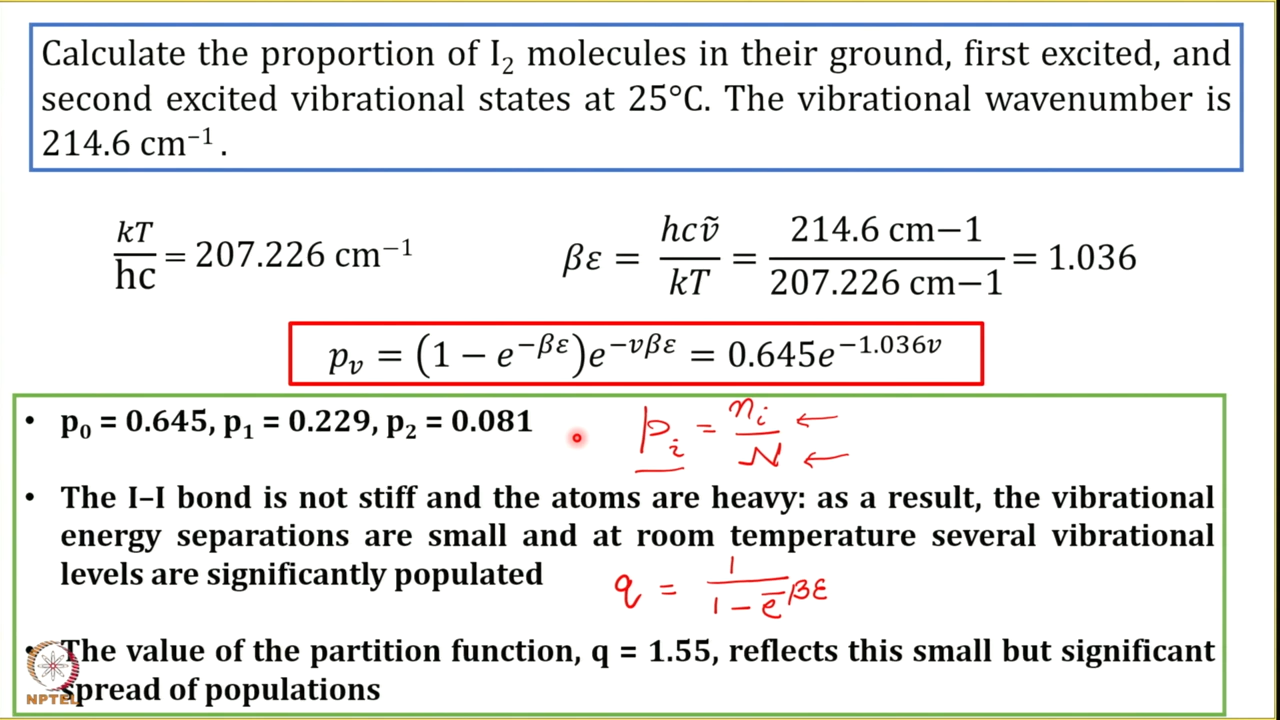 Calculate the proportion of I₂ molecules in their ground, first excited, and
second excited vibrational states at 25°C. The vibrational wavenumber is
214.6 cm⁻¹ .
kT/hc = 207.226 cm⁻¹
βε = hcṽ/kT = 214.6 cm−1/207.226 cm−1 = 1.036
pᵥ = (1 − e^{−βε})e^{−vβε} = 0.645e^{−1.036v}
• p₀ = 0.645, p₁ = 0.229, p₂ = 0.081
pᵢ = nᵢ/N ← ←
• The I–I bond is not stiff and the atoms are heavy: as a result, the vibrational
energy separations are small and at room temperature several vibrational
levels are significantly populated
q = 1/(1 − e^{−βε})
• The value of the partition function, q = 1.55, reflects this small but significant
spread of populations
NPTEL